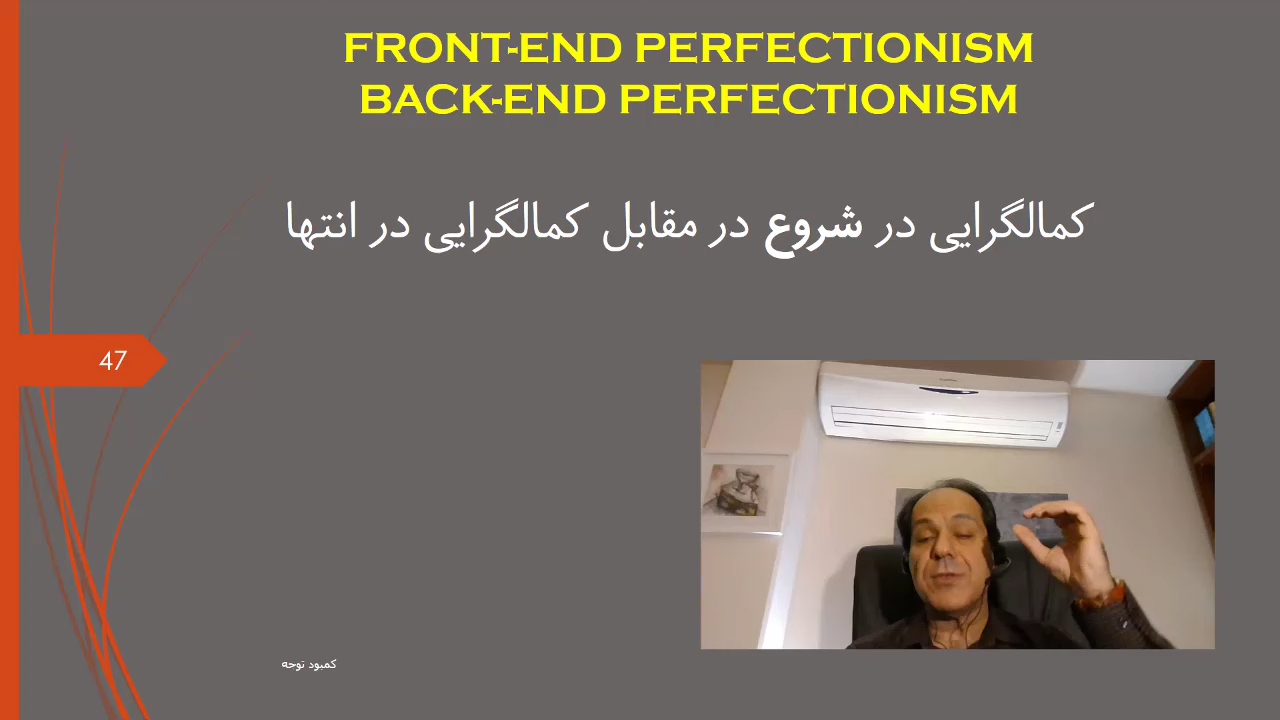 FRONT-END PERFECTIONISM
BACK-END PERFECTIONISM
کمالگرایی در شروع در مقابل کمالگرایی در انتها
47
کمبود توجه